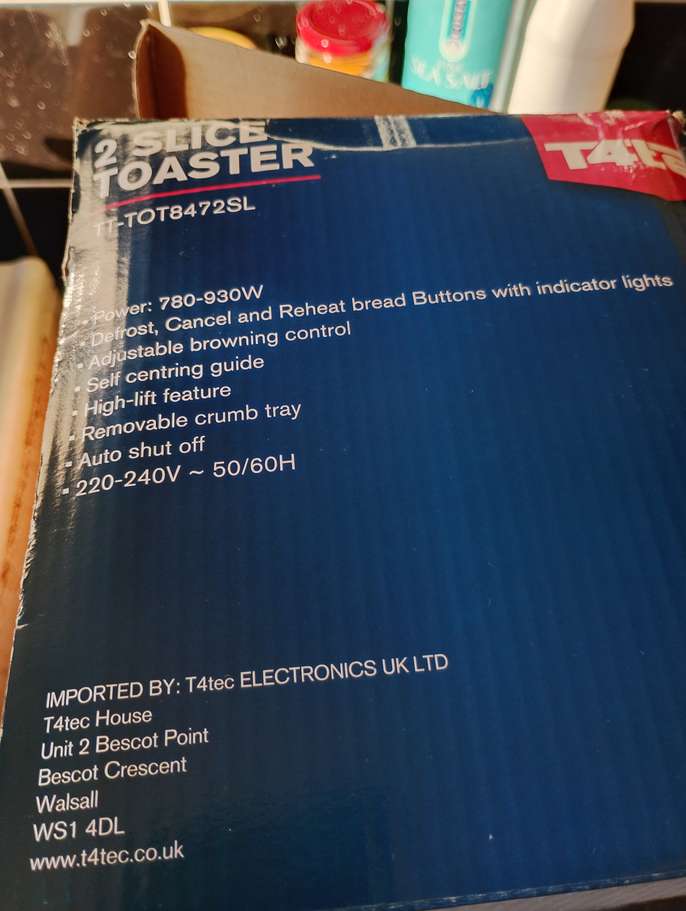 SEA SALT
2 SLICE
TOASTER
T4te
TT-TOT8472SL
Power: 780-930W
• Defrost, Cancel and Reheat bread Buttons with indicator lights
• Adjustable browning control
• Self centring guide
• High-lift feature
• Removable crumb tray
• Auto shut off
• 220-240V ~ 50/60H
IMPORTED BY: T4tec ELECTRONICS UK LTD
T4tec House
Unit 2 Bescot Point
Bescot Crescent
Walsall
WS1 4DL
www.t4tec.co.uk